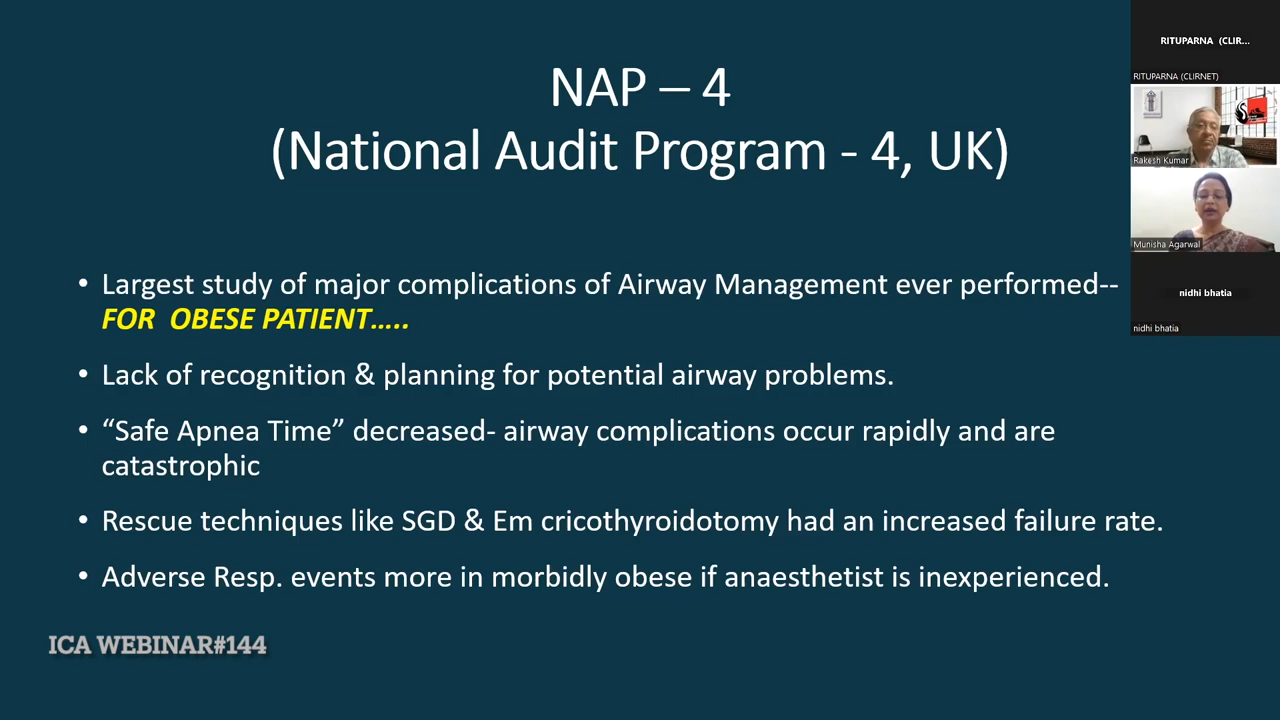 NAP – 4
(National Audit Program - 4, UK)
• Largest study of major complications of Airway Management ever performed--
FOR OBESE PATIENT…..
• Lack of recognition & planning for potential airway problems.
• “Safe Apnea Time” decreased- airway complications occur rapidly and are
catastrophic
• Rescue techniques like SGD & Em cricothyroidotomy had an increased failure rate.
• Adverse Resp. events more in morbidly obese if anaesthetist is inexperienced.
ICA WEBINAR#144
RITUPARNA (CLIR...
RITUPARNA (CLIRNET)
Rakesh Kumar
Munisha Agarwal
nidhi bhatia
nidhi bhatia